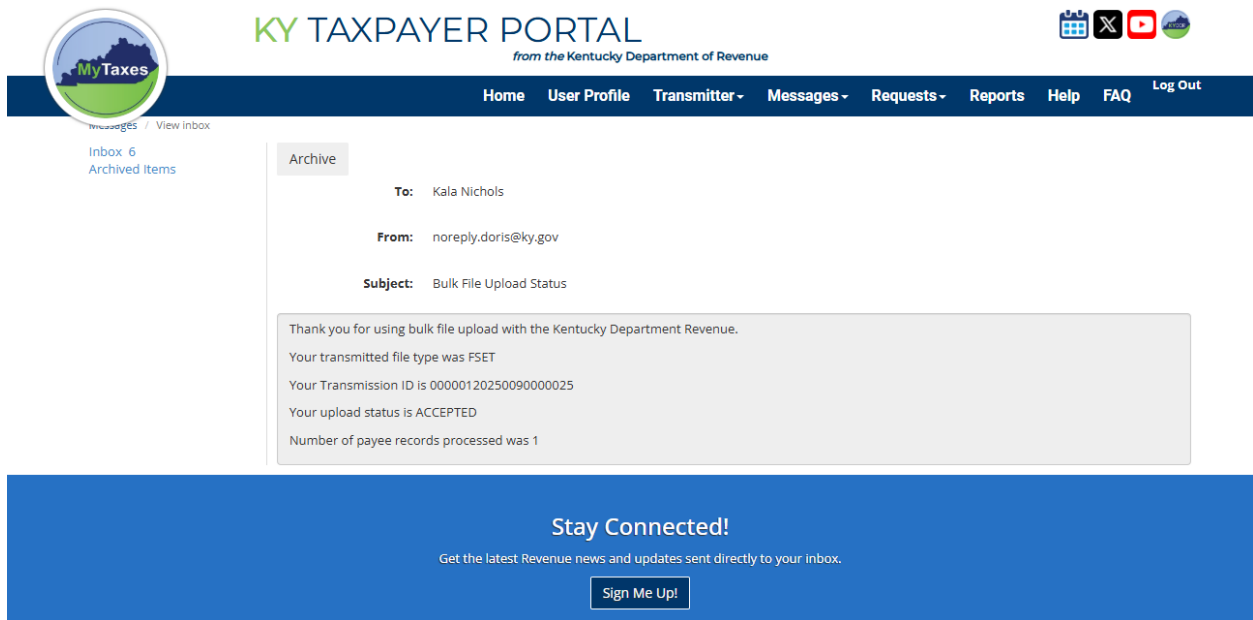 MyTaxes
KY TAXPAYER PORTAL
from the Kentucky Department of Revenue
Home User Profile Transmitter Messages Requests Reports Help FAQ Log Out
Messages / View inbox
Inbox 6
Archived Items
Archive
To: Kala Nichols
From: noreply.doris@ky.gov
Subject: Bulk File Upload Status
Thank you for using bulk file upload with the Kentucky Department Revenue.
Your transmitted file type was FSET
Your Transmission ID is 00000120250090000025
Your upload status is ACCEPTED
Number of payee records processed was 1
Stay Connected!
Get the latest Revenue news and updates sent directly to your inbox.
Sign Me Up!